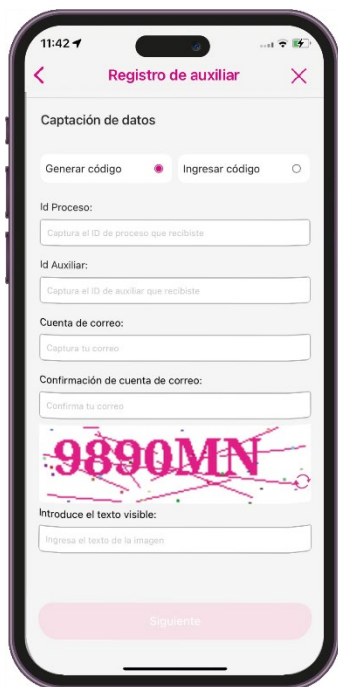 11:42
Registro de auxiliar
Captación de datos
Generar código Ingresar código
Id Proceso:
Captura el ID de proceso que recibiste
Id Auxiliar:
Captura el ID de auxiliar que recibiste
Cuenta de correo:
Captura tu correo
Confirmación de cuenta de correo:
Confirma tu correo
9890MN
Introduce el texto visible:
Ingresa el texto de la imagen
Siguiente